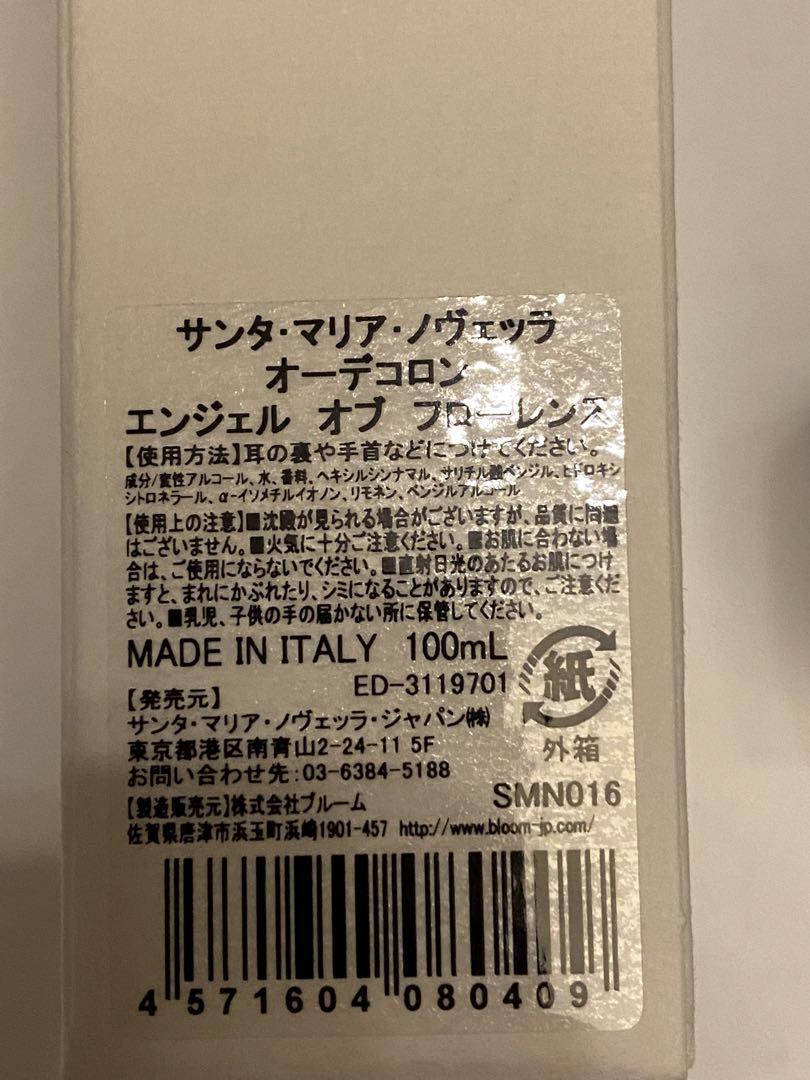 サンタ・マリア・ノヴェッラ
オーデコロン
エンジェル オブ フローレンス
【使用方法】耳の裏や手首などにつけてください。
成分/変性アルコール、水、香料、ヘキシルシンナマル、サリチル酸ベンジル、ヒドロキシ
シトロネラール、α-イソメチルイオノン、リモネン、ベンジルアルコール
【使用上の注意】■沈殿が見られる場合がございますが、品質に問題
はございません。■火気に十分ご注意ください。■お肌に合わない場
合は、ご使用にならないでください。■直射日光のあたるお肌につけ
ますと、まれにかぶれたり、シミになることがありますので、ご注意くだ
さい。■乳児、子供の手の届かない所に保管してください。
MADE IN ITALY 100mL
ED-3119701
紙
外箱
【発売元】
サンタ・マリア・ノヴェッラ・ジャパン㈱
東京都港区南青山2-24-11 5F
お問い合わせ先:03-6384-5188
SMN016
【製造販売元】株式会社ブルーム
佐賀県唐津市浜玉町浜崎1901-457 http://www.bloom-jp.com/
4 571604 080409